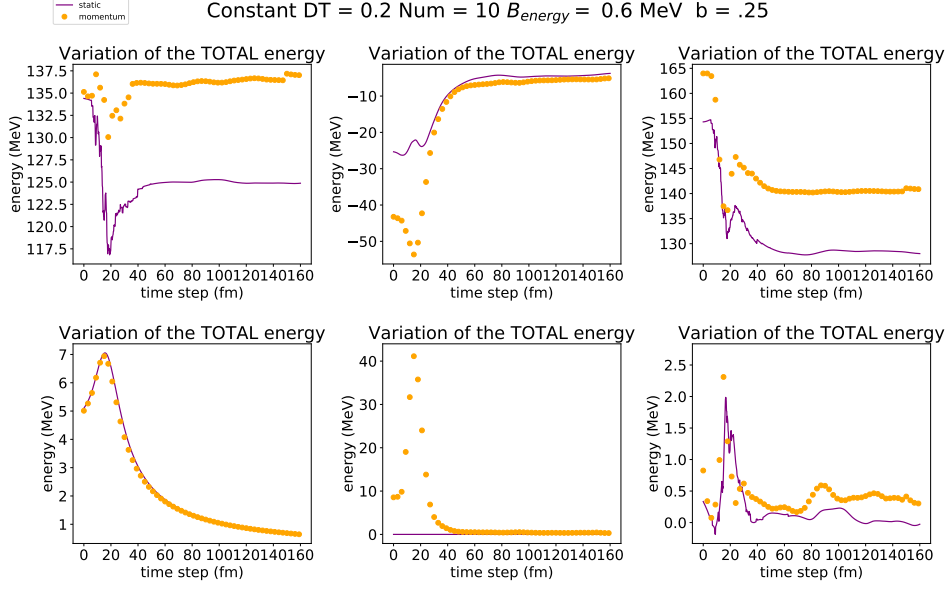 static
momentum
Constant DT = 0.2 Num = 10 B_energy = 0.6 MeV b = .25
Variation of the TOTAL energy
137.5
135.0
132.5
130.0
127.5
125.0
122.5
120.0
117.5
energy (MeV)
0 20 40 60 80 100 120 140 160
time step (fm)
Variation of the TOTAL energy
−10
−20
−30
−40
−50
energy (MeV)
0 20 40 60 80 100 120 140 160
time step (fm)
Variation of the TOTAL energy
165
160
155
150
145
140
135
130
energy (MeV)
0 20 40 60 80 100 120 140 160
time step (fm)
Variation of the TOTAL energy
7
6
5
4
3
2
1
energy (MeV)
0 20 40 60 80 100 120 140 160
time step (fm)
Variation of the TOTAL energy
40
30
20
10
0
energy (MeV)
0 20 40 60 80 100 120 140 160
time step (fm)
Variation of the TOTAL energy
2.5
2.0
1.5
1.0
0.5
0.0
energy (MeV)
0 20 40 60 80 100 120 140 160
time step (fm)